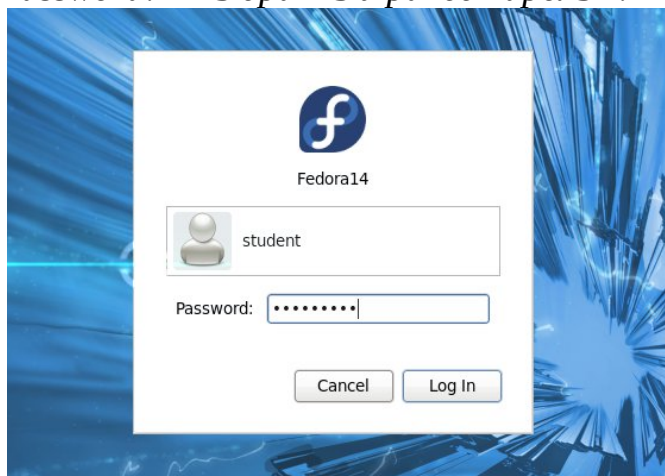 Fedora14
student
Password: •••••••••
Cancel Log In